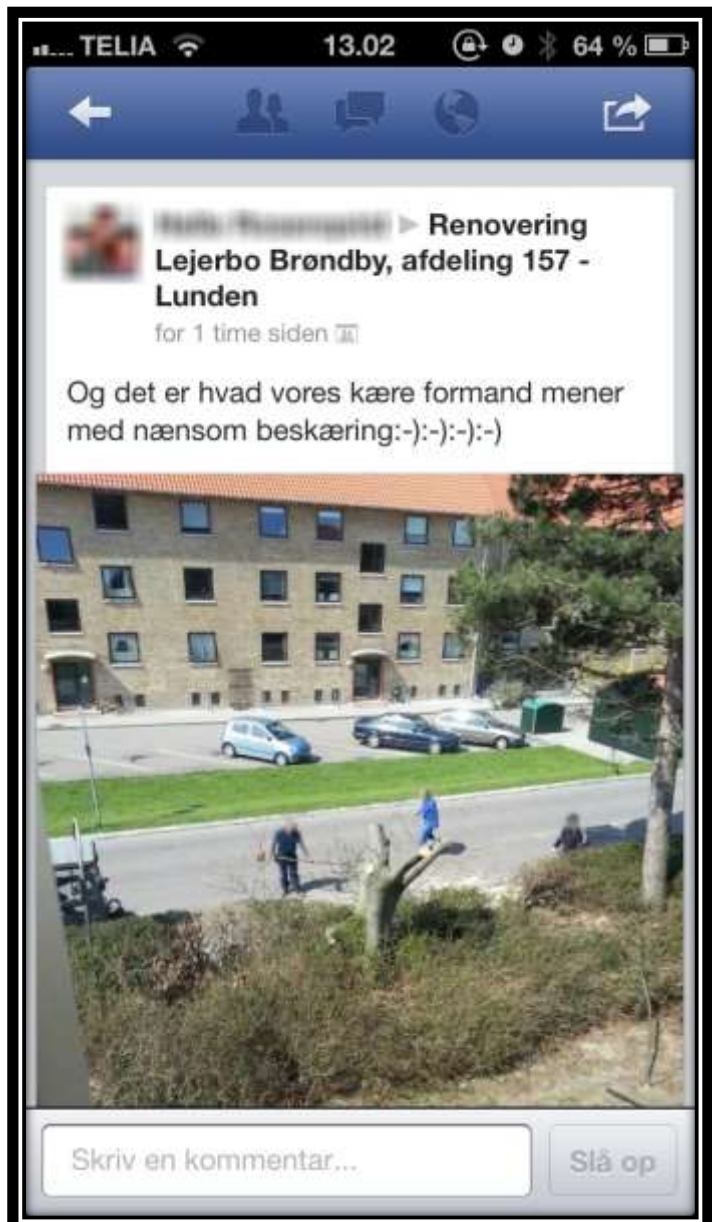 TELIA 13.02 64 %
Renovering
Lejerbo Brøndby, afdeling 157 -
Lunden
for 1 time siden
Og det er hvad vores kære formand mener
med nænsom beskæring:-):-):-):-)
Skriv en kommentar...
Slå op